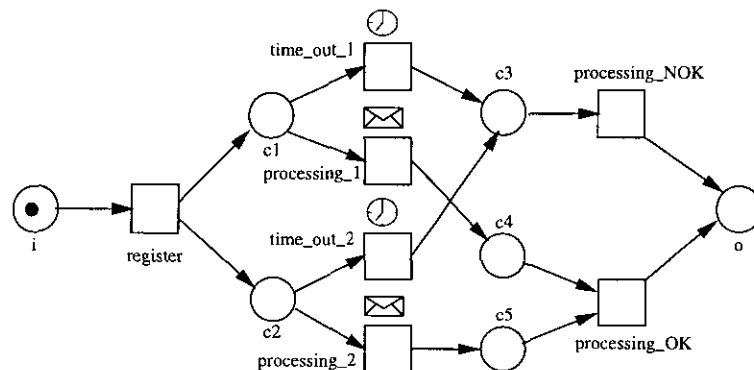 time_out_1
c3
processing_NOK
c1
processing_1
i
register
time_out_2
c4
o
c2
c5
processing_2
processing_OK